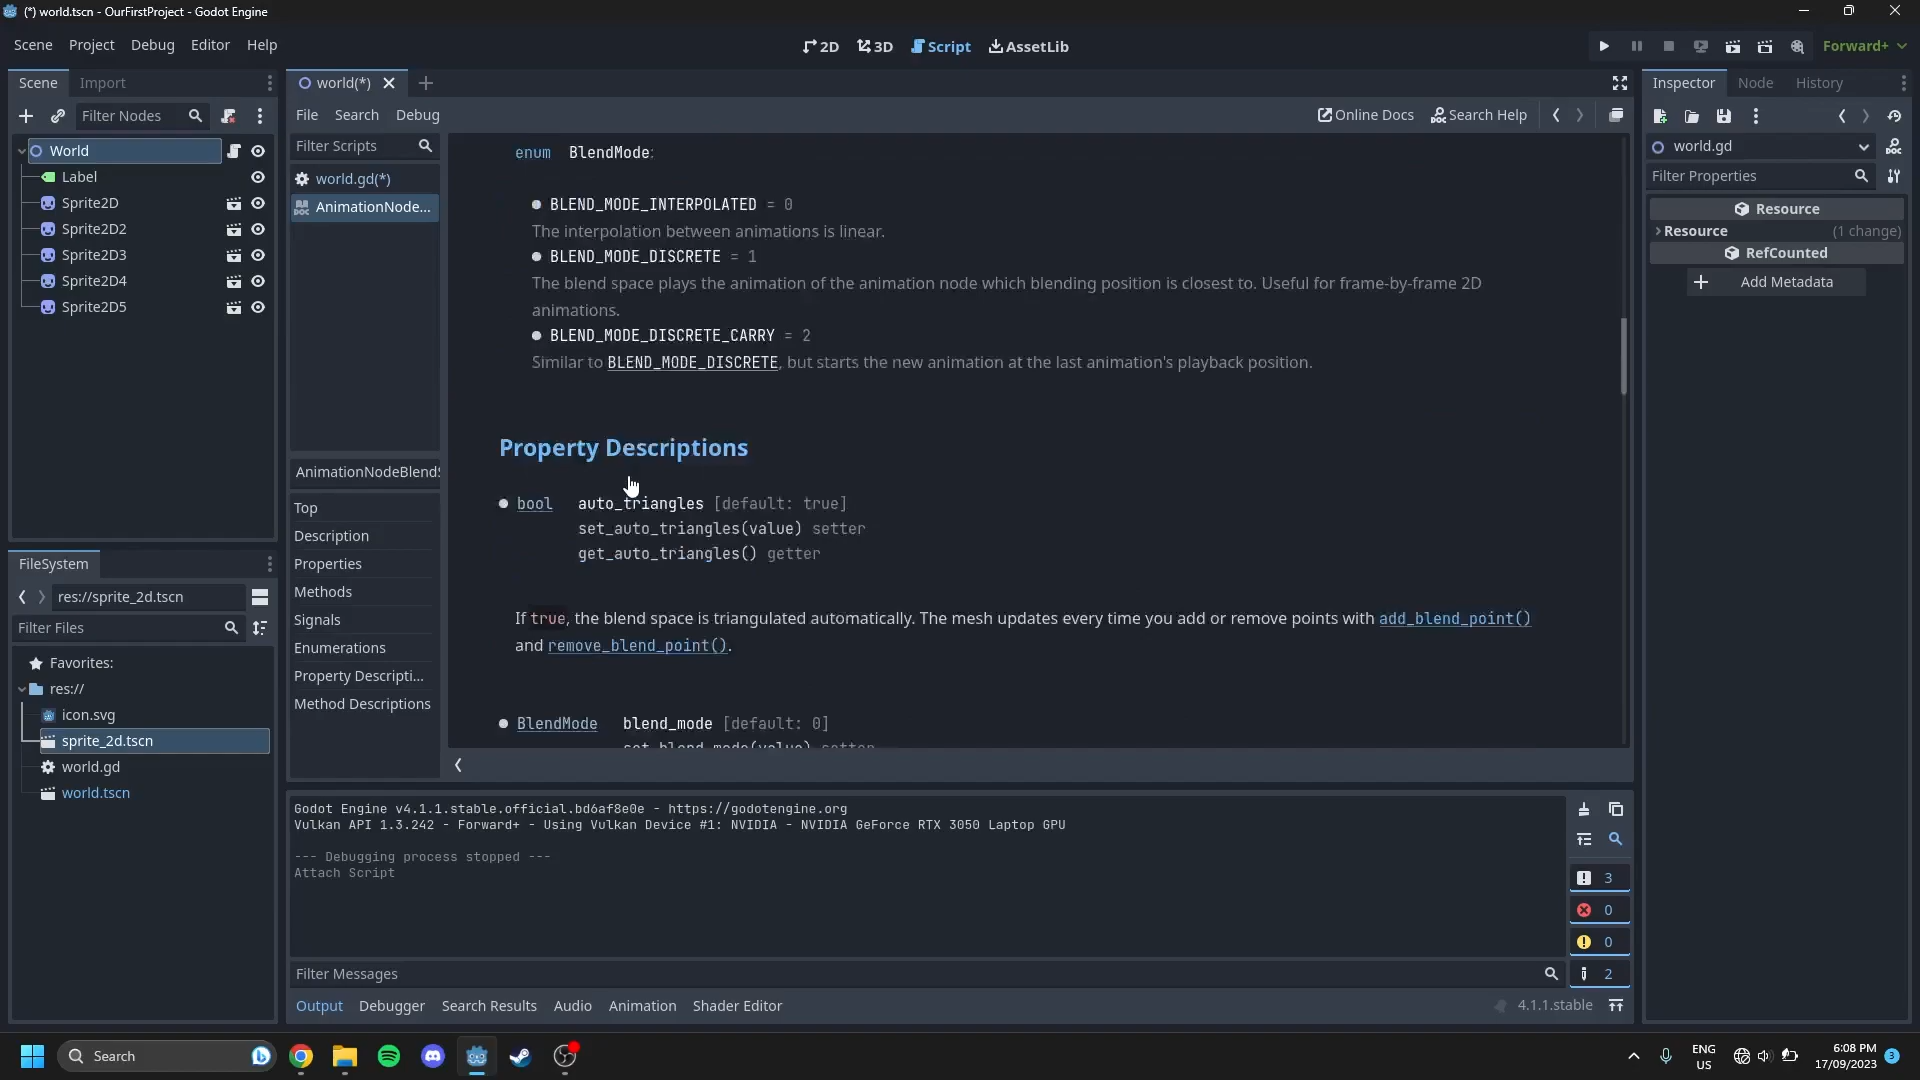 (*) world.tscn - OurFirstProject - Godot Engine
Scene Project Debug Editor Help
2D 3D Script AssetLib
Forward+
Scene Import
Filter Nodes
World
Label
Sprite2D
Sprite2D2
Sprite2D3
Sprite2D4
Sprite2D5
FileSystem
res://sprite_2d.tscn
Filter Files
Favorites:
res://
icon.svg
sprite_2d.tscn
world.gd
world.tscn
world(*)
File Search Debug
Online Docs Search Help
Filter Scripts
world.gd(*)
AnimationNode...
AnimationNodeBlendS
Top
Description
Properties
Methods
Signals
Enumerations
Property Descripti...
Method Descriptions
enum BlendMode:
BLEND_MODE_INTERPOLATED = 0
The interpolation between animations is linear.
BLEND_MODE_DISCRETE = 1
The blend space plays the animation of the animation node which blending position is closest to. Useful for frame-by-frame 2D
animations.
BLEND_MODE_DISCRETE_CARRY = 2
Similar to BLEND_MODE_DISCRETE, but starts the new animation at the last animation's playback position.
Property Descriptions
bool auto_triangles [default: true]
set_auto_triangles(value) setter
get_auto_triangles() getter
If true, the blend space is triangulated automatically. The mesh updates every time you add or remove points with add_blend_point()
and remove_blend_point().
BlendMode blend_mode [default: 0]
set_blend_mode(value) setter
Godot Engine v4.1.1.stable.official.bd6af8e0e - https://godotengine.org
Vulkan API 1.3.242 - Forward+ - Using Vulkan Device #1: NVIDIA - NVIDIA GeForce RTX 3050 Laptop GPU
--- Debugging process stopped ---
Attach Script
3
0
0
2
Filter Messages
Output Debugger Search Results Audio Animation Shader Editor
4.1.1.stable
Inspector Node History
world.gd
Filter Properties
Resource
Resource (1 change)
RefCounted
Add Metadata
Search
ENG
US
6:08 PM
17/09/2023
3